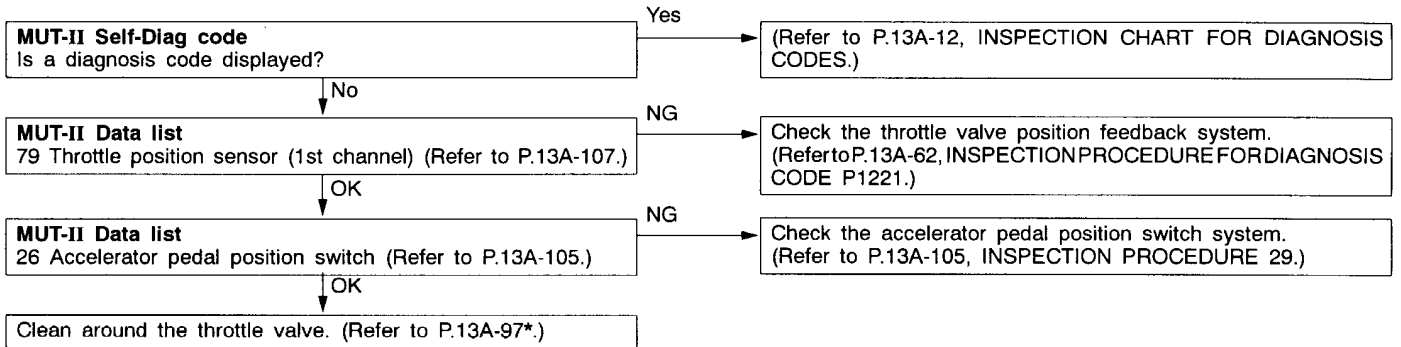 Yes
MUT-II Self-Diag code
Is a diagnosis code displayed?
(Refer to P.13A-12, INSPECTION CHART FOR DIAGNOSIS
CODES.)
No
NG
MUT-II Data list
79 Throttle position sensor (1st channel) (Refer to P.13A-107.)
Check the throttle valve position feedback system.
(Refer to P.13A-62, INSPECTION PROCEDURE FOR DIAGNOSIS
CODE P1221.)
OK
NG
MUT-II Data list
26 Accelerator pedal position switch (Refer to P.13A-105.)
Check the accelerator pedal position switch system.
(Refer to P.13A-105, INSPECTION PROCEDURE 29.)
OK
Clean around the throttle valve. (Refer to P.13A-97*.)